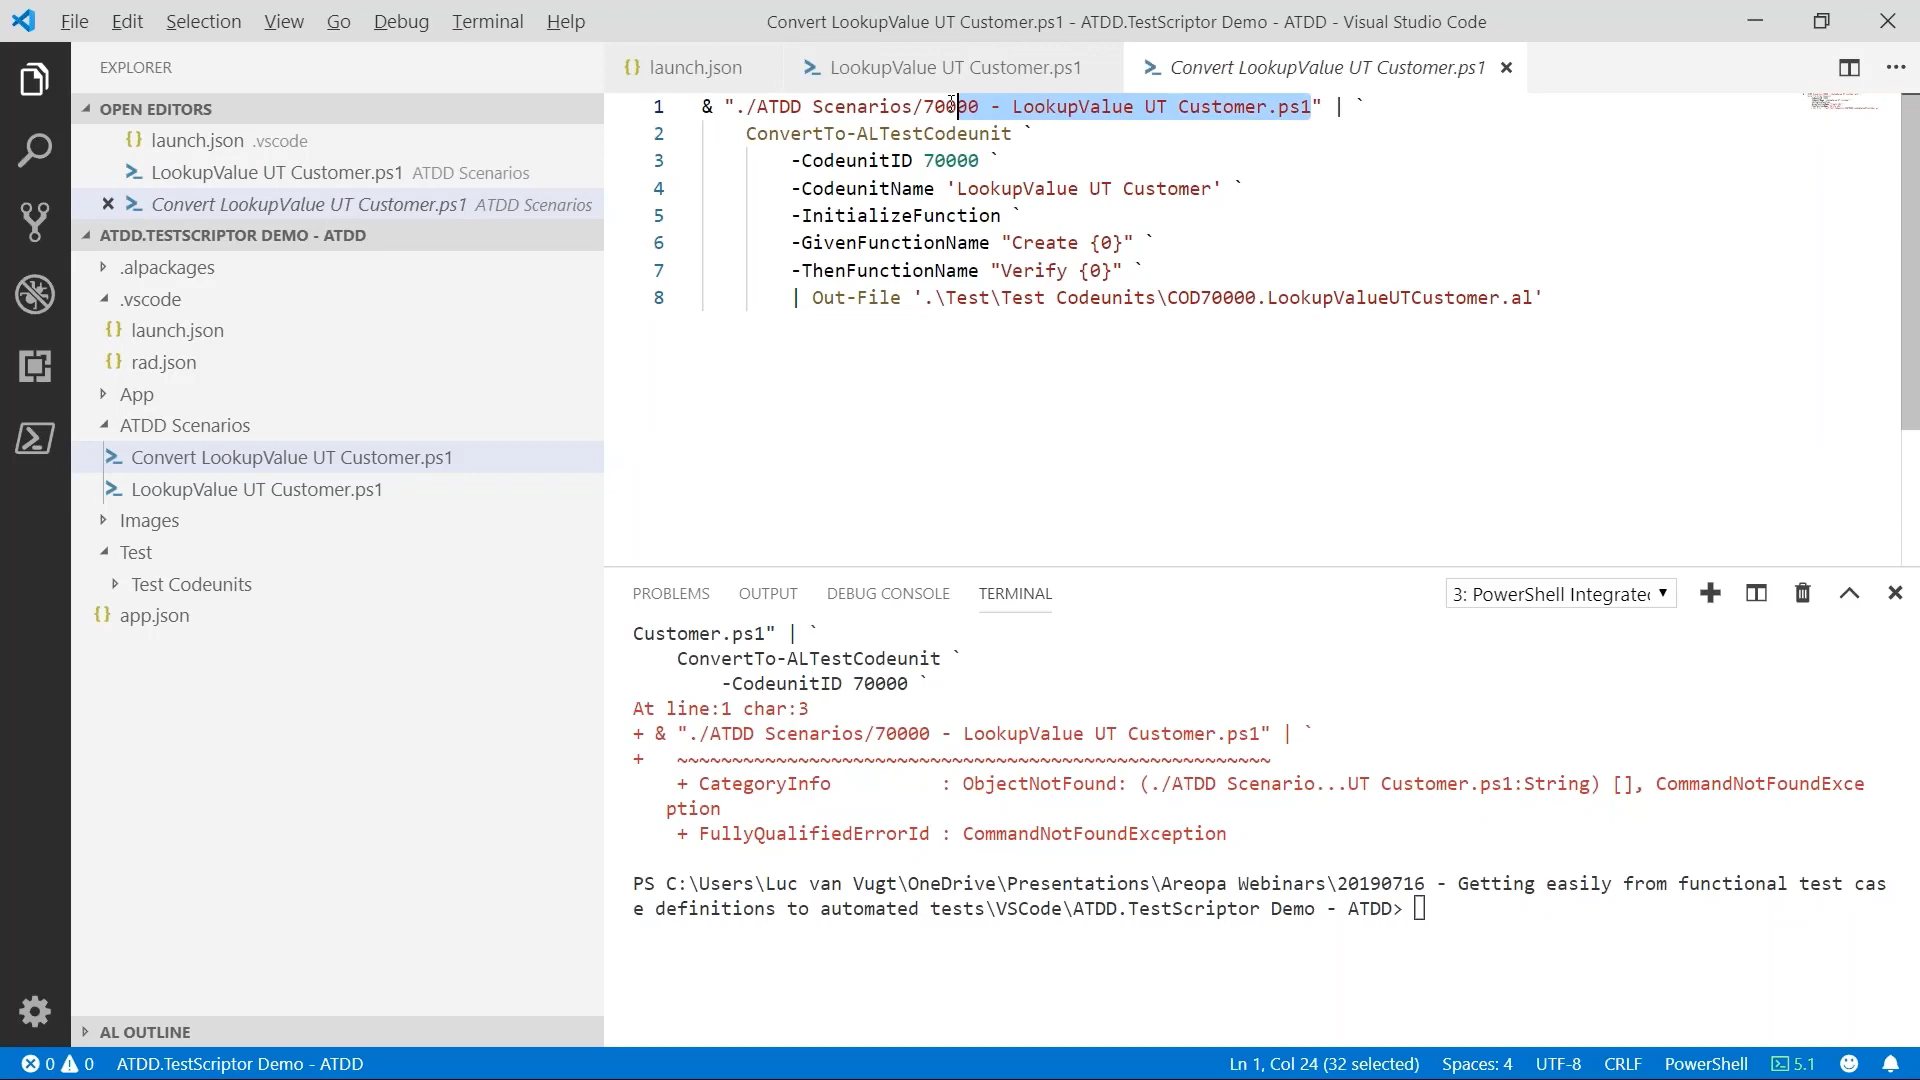 File Edit Selection View Go Debug Terminal Help Convert LookupValue UT Customer.ps1 - ATDD.TestScriptor Demo - ATDD - Visual Studio Code
EXPLORER
OPEN EDITORS
launch.json .vscode
LookupValue UT Customer.ps1 ATDD Scenarios
Convert LookupValue UT Customer.ps1 ATDD Scenarios
ATDD.TESTSCRIPTOR DEMO - ATDD
.alpackages
.vscode
launch.json
rad.json
App
ATDD Scenarios
Convert LookupValue UT Customer.ps1
LookupValue UT Customer.ps1
Images
Test
Test Codeunits
app.json
AL OUTLINE
launch.json LookupValue UT Customer.ps1 Convert LookupValue UT Customer.ps1
1 & "./ATDD Scenarios/70000 - LookupValue UT Customer.ps1" | `
2 ConvertTo-ALTestCodeunit `
3 -CodeunitID 70000 `
4 -CodeunitName 'LookupValue UT Customer' `
5 -InitializeFunction `
6 -GivenFunctionName "Create {0}" `
7 -ThenFunctionName "Verify {0}" `
8 | Out-File '.\Test\Test Codeunits\COD70000.LookupValueUTCustomer.al'
PROBLEMS OUTPUT DEBUG CONSOLE TERMINAL 3: PowerShell Integrate
Customer.ps1" | `
ConvertTo-ALTestCodeunit `
-CodeunitID 70000 `
At line:1 char:3
+ & "./ATDD Scenarios/70000 - LookupValue UT Customer.ps1" | `
+ ~~~~~~~~~~~~~~~~~~~~~~~~~~~~~~~~~~~~~~~~~~~~~~~~~~~~~~
+ CategoryInfo : ObjectNotFound: (./ATDD Scenario...UT Customer.ps1:String) [], CommandNotFoundExce
ption
+ FullyQualifiedErrorId : CommandNotFoundException
PS C:\Users\Luc van Vugt\OneDrive\Presentations\Areopa Webinars\20190716 - Getting easily from functional test cas
e definitions to automated tests\VSCode\ATDD.TestScriptor Demo - ATDD>
0 0 ATDD.TestScriptor Demo - ATDD Ln 1, Col 24 (32 selected) Spaces: 4 UTF-8 CRLF PowerShell 5.1